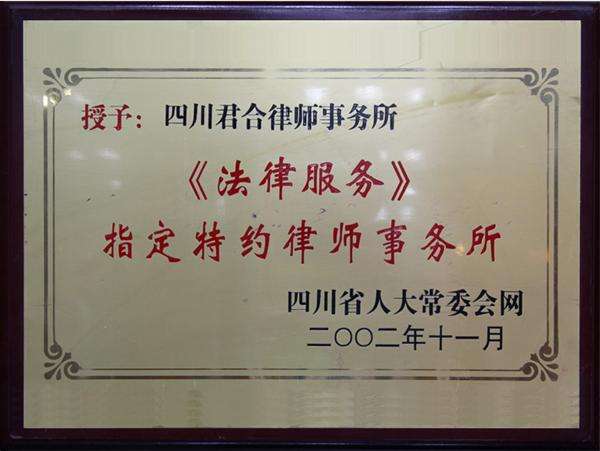 授予：四川君合律师事务所
《法律服务》
指定特约律师事务所
四川省人大常委会网
二〇〇二年十一月